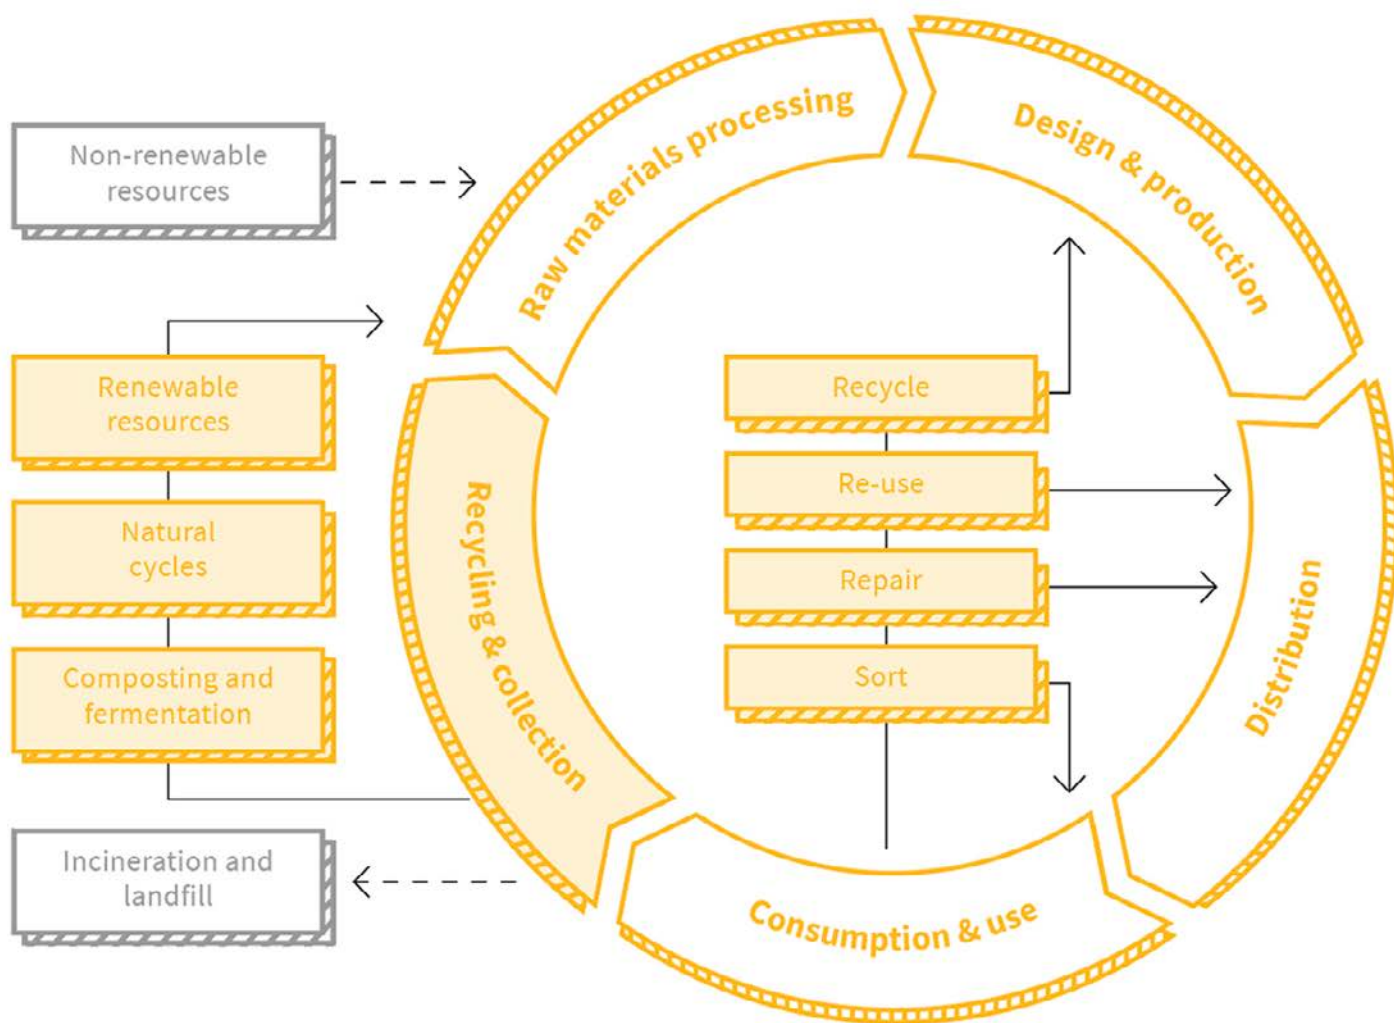 Raw materials processing
Design & production
Non-renewable
resources
Renewable
resources
Natural
cycles
Composting and
fermentation
Incineration and
landfill
Recycling & collection
Recycle
Re-use
Repair
Sort
Distribution
Consumption & use